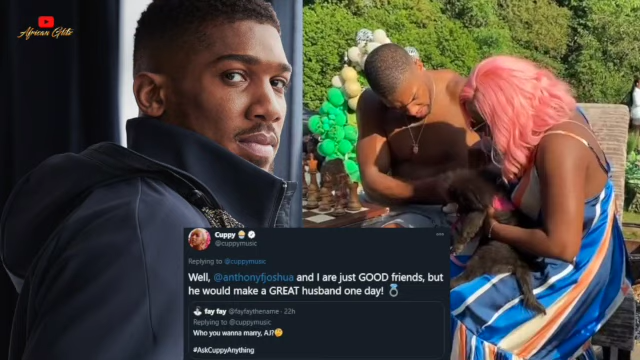 African Glitz
Cuppy 🧁
@cuppymusic
Replying to @cuppymusic
Well, @anthonyfjoshua and I are just GOOD friends, but
he would make a GREAT husband one day! 💍
fay fay @fayfaythename · 22h
Replying to @cuppymusic
Who you wanna marry, AJ?😏
#AskCuppyAnything